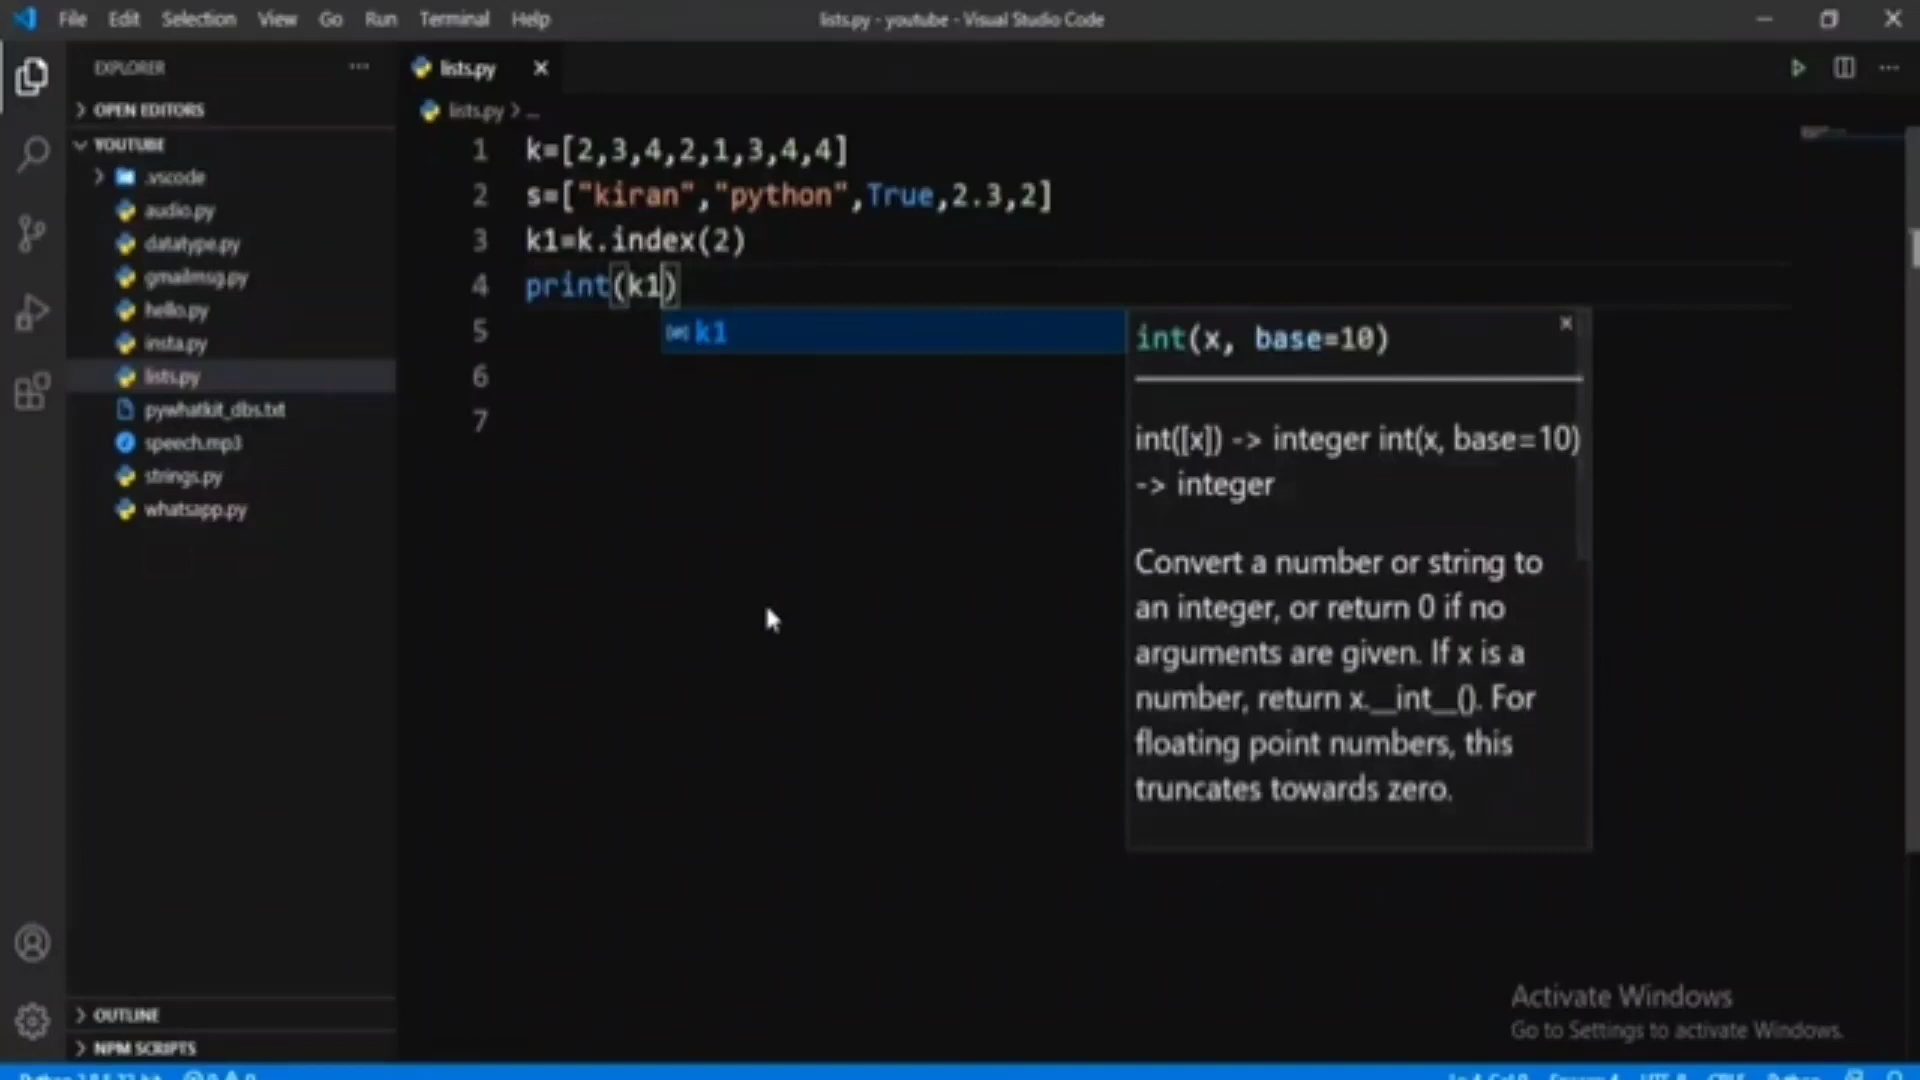 File Edit Selection View Go Run Terminal Help
lists.py - youtube - Visual Studio Code
EXPLORER
lists.py
OPEN EDITORS
lists.py > ...
YOUTUBE
.vscode
audio.py
datatype.py
gmailmsg.py
hello.py
insta.py
lists.py
pywhatkit_dbs.txt
speech.mp3
strings.py
whatsapp.py
OUTLINE
NPM SCRIPTS
1 k=[2,3,4,2,1,3,4,4]
2 s=["kiran","python",True,2.3,2]
3 k1=k.index(2)
4 print(k1)
5
6
7
k1
int(x, base=10)
int([x]) -> integer int(x, base=10)
-> integer
Convert a number or string to
an integer, or return 0 if no
arguments are given. If x is a
number, return x.__int__(). For
floating point numbers, this
truncates towards zero.
Activate Windows
Go to Settings to activate Windows.